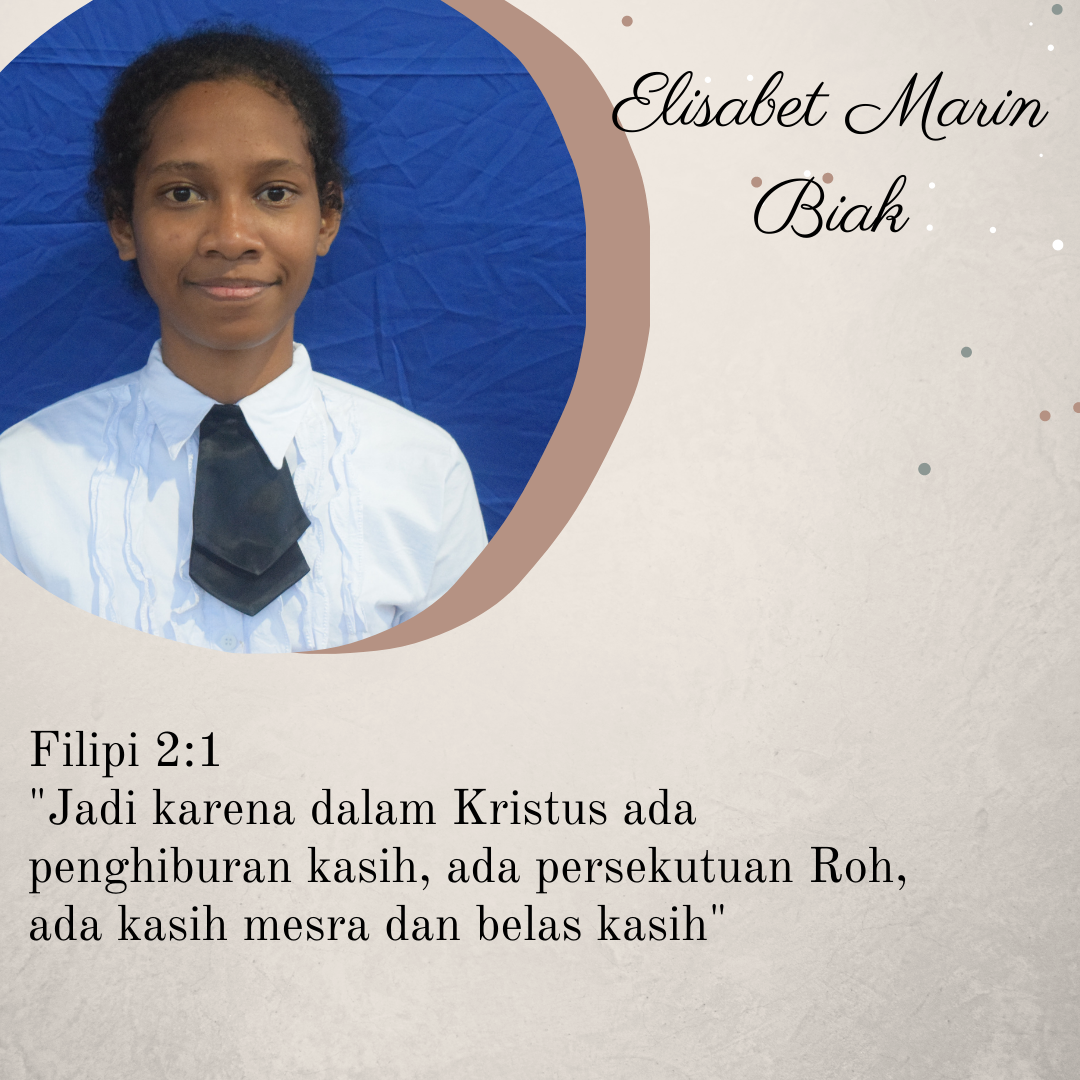 Elisabet Marin
Biak
Filipi 2:1
"Jadi karena dalam Kristus ada
penghiburan kasih, ada persekutuan Roh,
ada kasih mesra dan belas kasih"